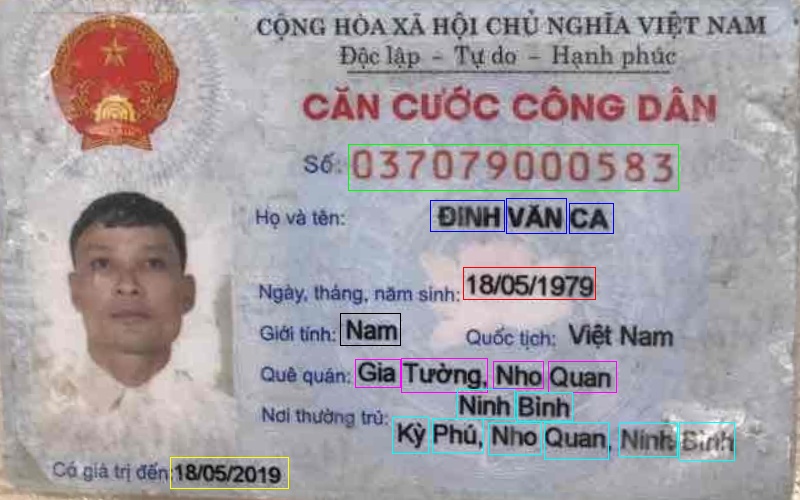 CỘNG HÒA XÃ HỘI CHỦ NGHĨA VIỆT NAM
Độc lập - Tự do - Hạnh phúc
CĂN CƯỚC CÔNG DÂN
Số: 037079000583
Họ và tên: ĐINH VĂN CA
Ngày, tháng, năm sinh: 18/05/1979
Giới tính: Nam Quốc tịch: Việt Nam
Quê quán: Gia Tường, Nho Quan
Ninh Bình
Nơi thường trú: Kỳ Phú, Nho Quan, Ninh Bình
Có giá trị đến: 18/05/2019